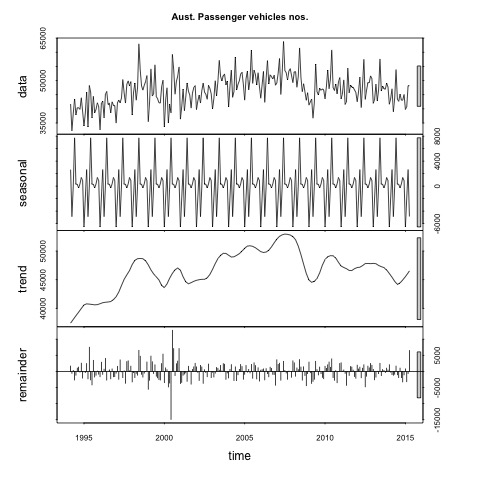 Aust. Passenger vehicles nos.
data
35000 50000 65000
seasonal
-6000 0 4000 8000
trend
40000 45000 50000
remainder
-15000 -5000 5000
1995 2000 2005 2010 2015
time